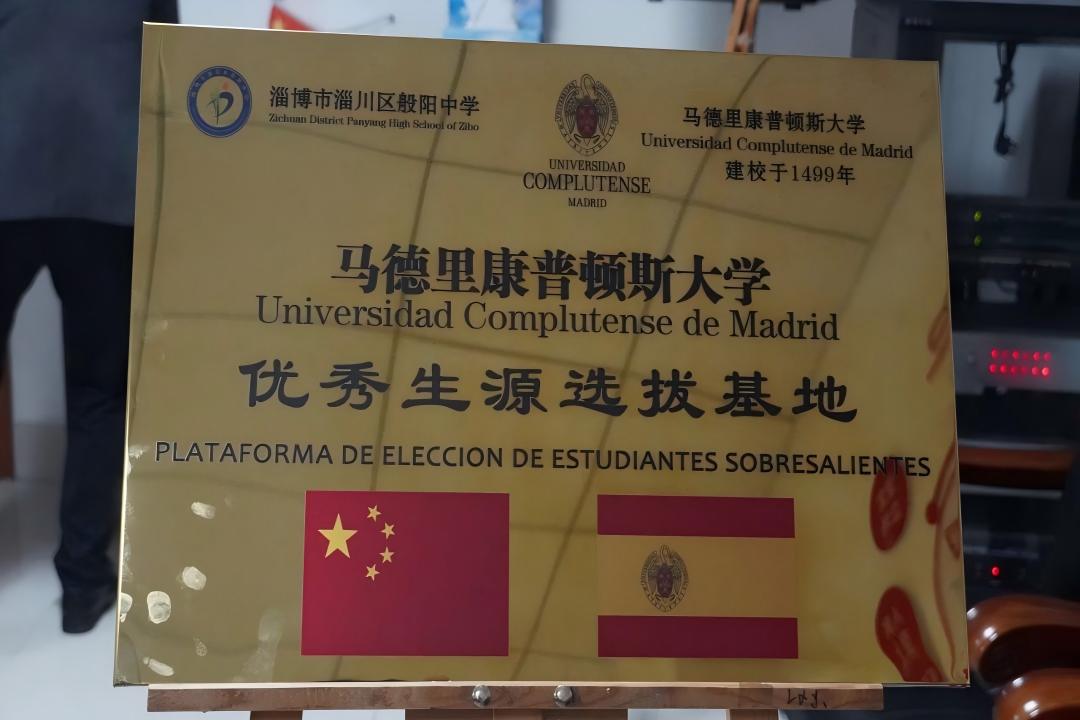 淄博市淄川区般阳中学
Zichuan District Panyang High School of Zibo
UNIVERSIDAD
COMPLUTENSE
MADRID
马德里康普顿斯大学
Universidad Complutense de Madrid
建校于1499年
马德里康普顿斯大学
Universidad Complutense de Madrid
优秀生源选拔基地
PLATAFORMA DE ELECCION DE ESTUDIANTES SOBRESALIENTES